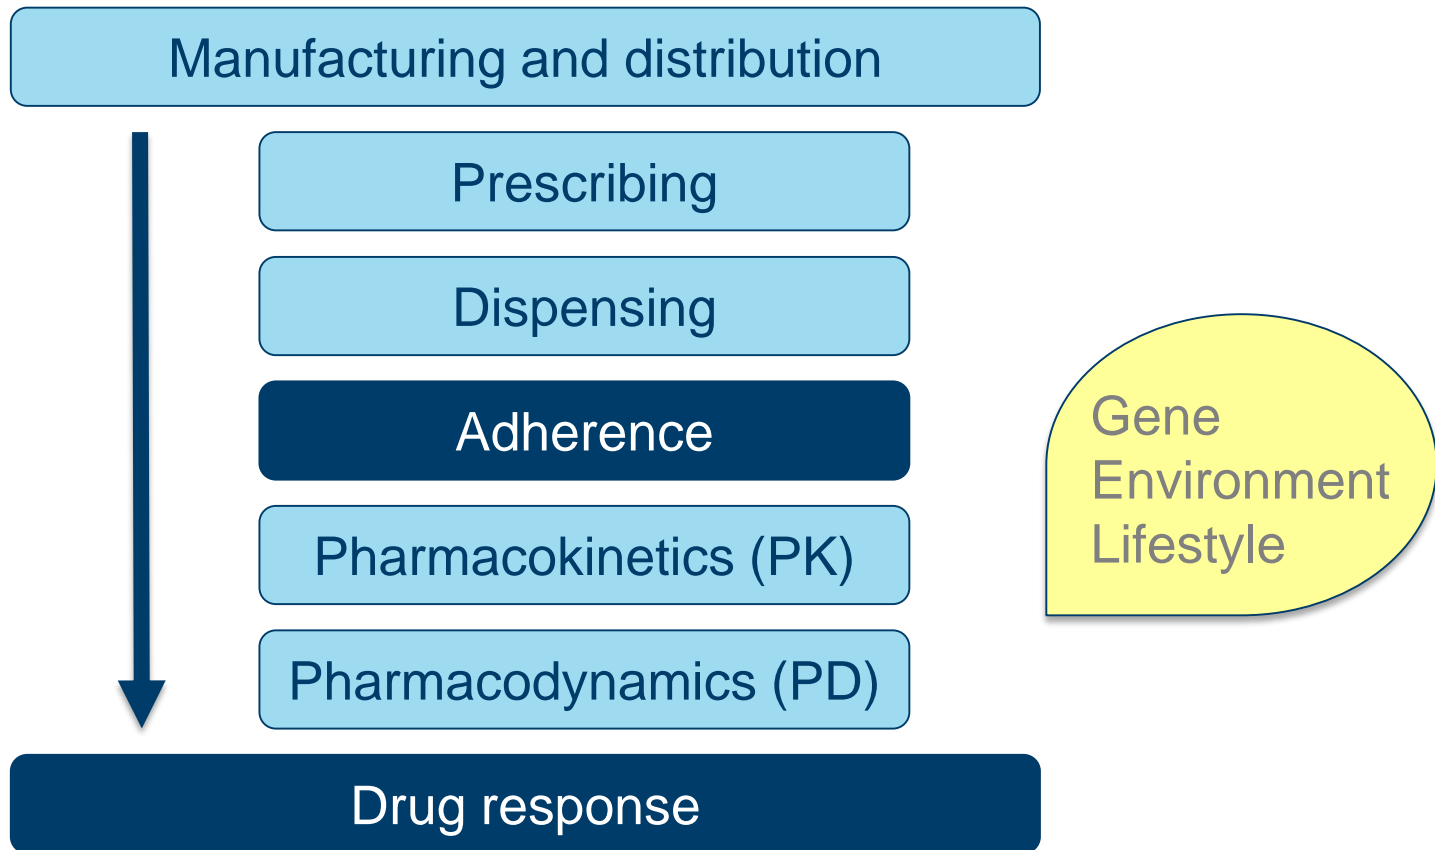 Manufacturing and distribution
Prescribing
Dispensing
Adherence
Pharmacokinetics (PK)
Pharmacodynamics (PD)
Drug response
Gene
Environment
Lifestyle